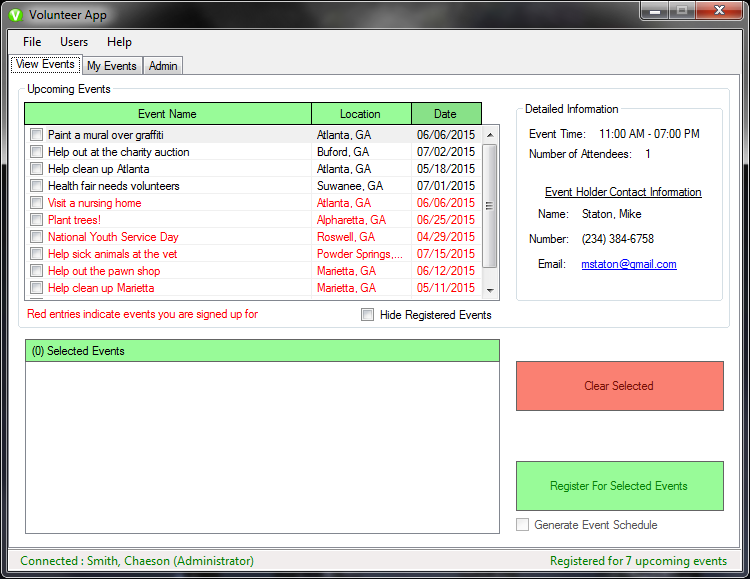 Volunteer App
File Users Help
View Events My Events Admin
Upcoming Events
Event Name Location Date
Paint a mural over graffiti Atlanta, GA 06/06/2015
Help out at the charity auction Buford, GA 07/02/2015
Help clean up Atlanta Atlanta, GA 05/18/2015
Health fair needs volunteers Suwanee, GA 07/01/2015
Visit a nursing home Atlanta, GA 06/06/2015
Plant trees! Alpharetta, GA 06/25/2015
National Youth Service Day Roswell, GA 04/29/2015
Help sick animals at the vet Powder Springs,... 07/15/2015
Help out the pawn shop Marietta, GA 06/12/2015
Help clean up Marietta Marietta, GA 05/11/2015
Red entries indicate events you are signed up for
Hide Registered Events
Detailed Information
Event Time: 11:00 AM - 07:00 PM
Number of Attendees: 1
Event Holder Contact Information
Name: Staton, Mike
Number: (234) 384-6758
Email: mstaton@gmail.com
(0) Selected Events
Clear Selected
Register For Selected Events
Generate Event Schedule
Connected : Smith, Chaeson (Administrator)
Registered for 7 upcoming events